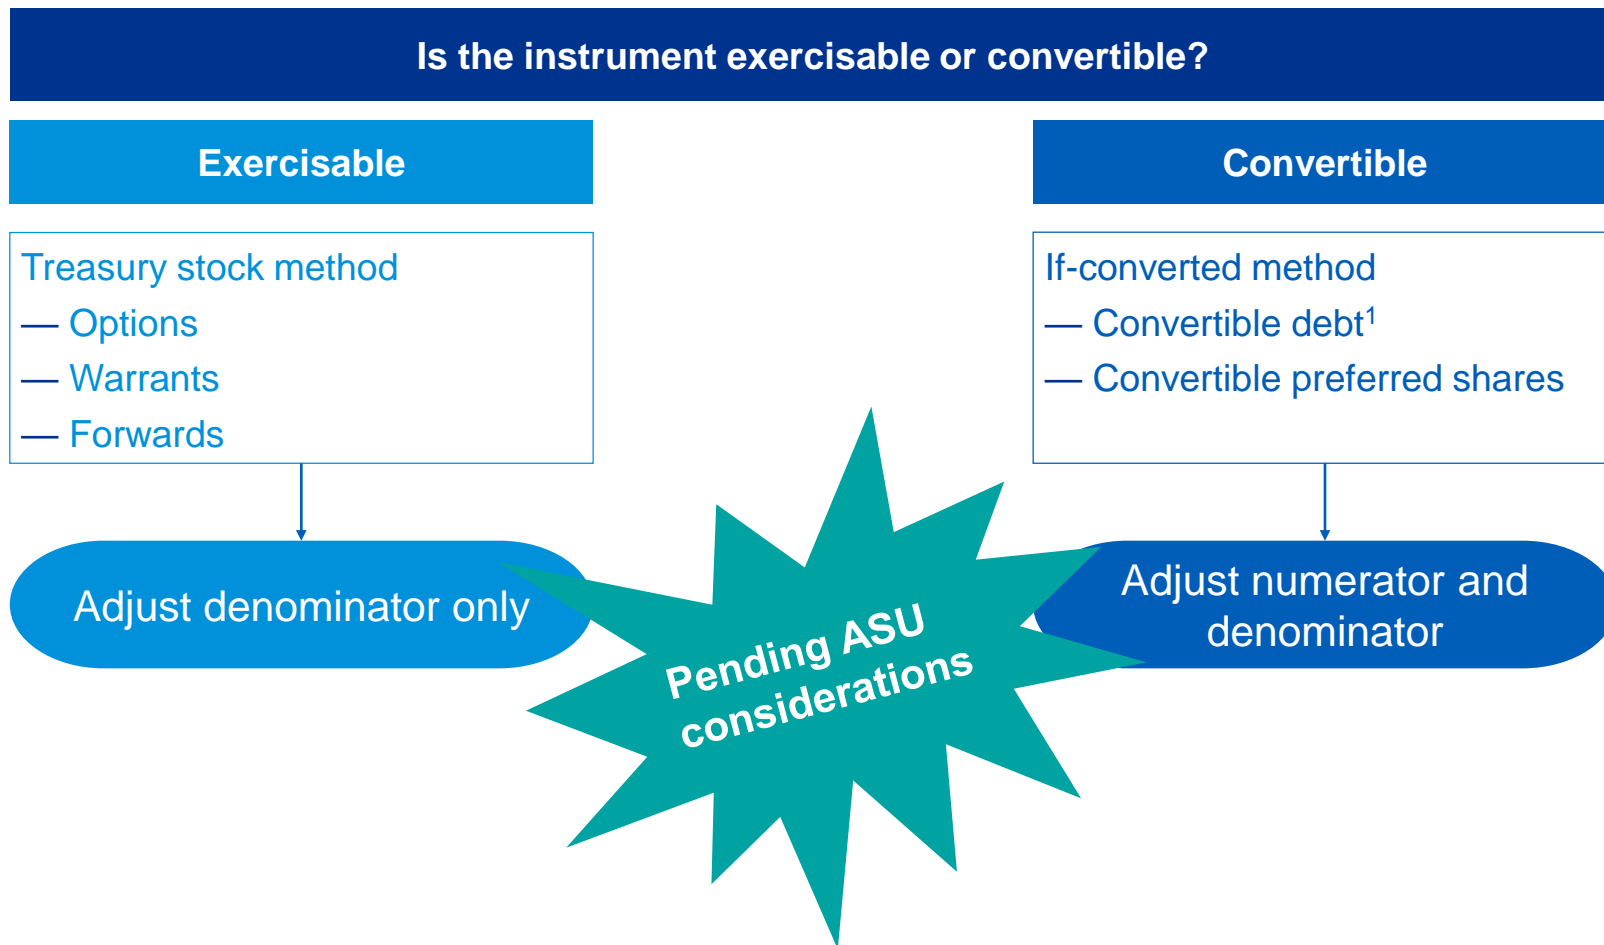 Is the instrument exercisable or convertible?
Exercisable
Treasury stock method
— Options
— Warrants
— Forwards
Adjust denominator only
Convertible
If-converted method
— Convertible debt¹
— Convertible preferred shares
Adjust numerator and
denominator
Pending ASU
considerations